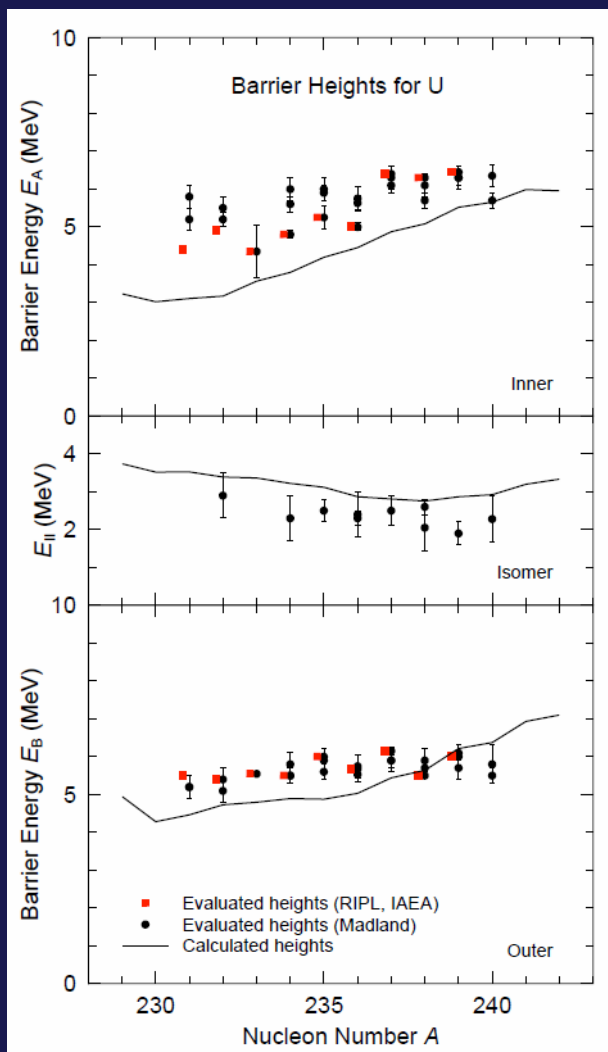 Barrier Heights for U
Barrier Energy E_A (MeV)
10
5
0
Inner
E_II (MeV)
4
2
Isomer
Barrier Energy E_B (MeV)
10
5
0
Evaluated heights (RIPL, IAEA)
Evaluated heights (Madland)
Calculated heights
Outer
230 235 240
Nucleon Number A